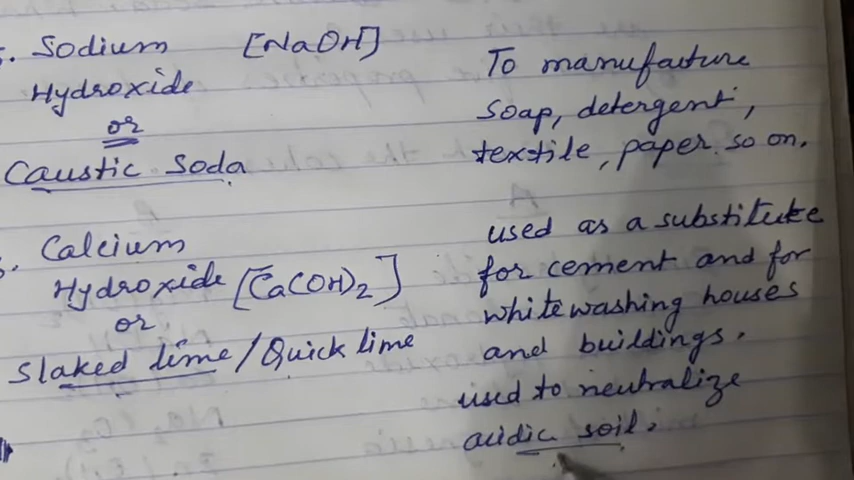 5. Sodium [NaOH]
Hydroxide
or
Caustic Soda
To manufacture
soap, detergent,
textile, paper so on.
Calcium
Hydroxide [Ca(OH)2]
or
Slaked lime/Quick lime
used as a substitute
for cement and for
whitewashing houses
and buildings.
used to neutralize
acidic soil.